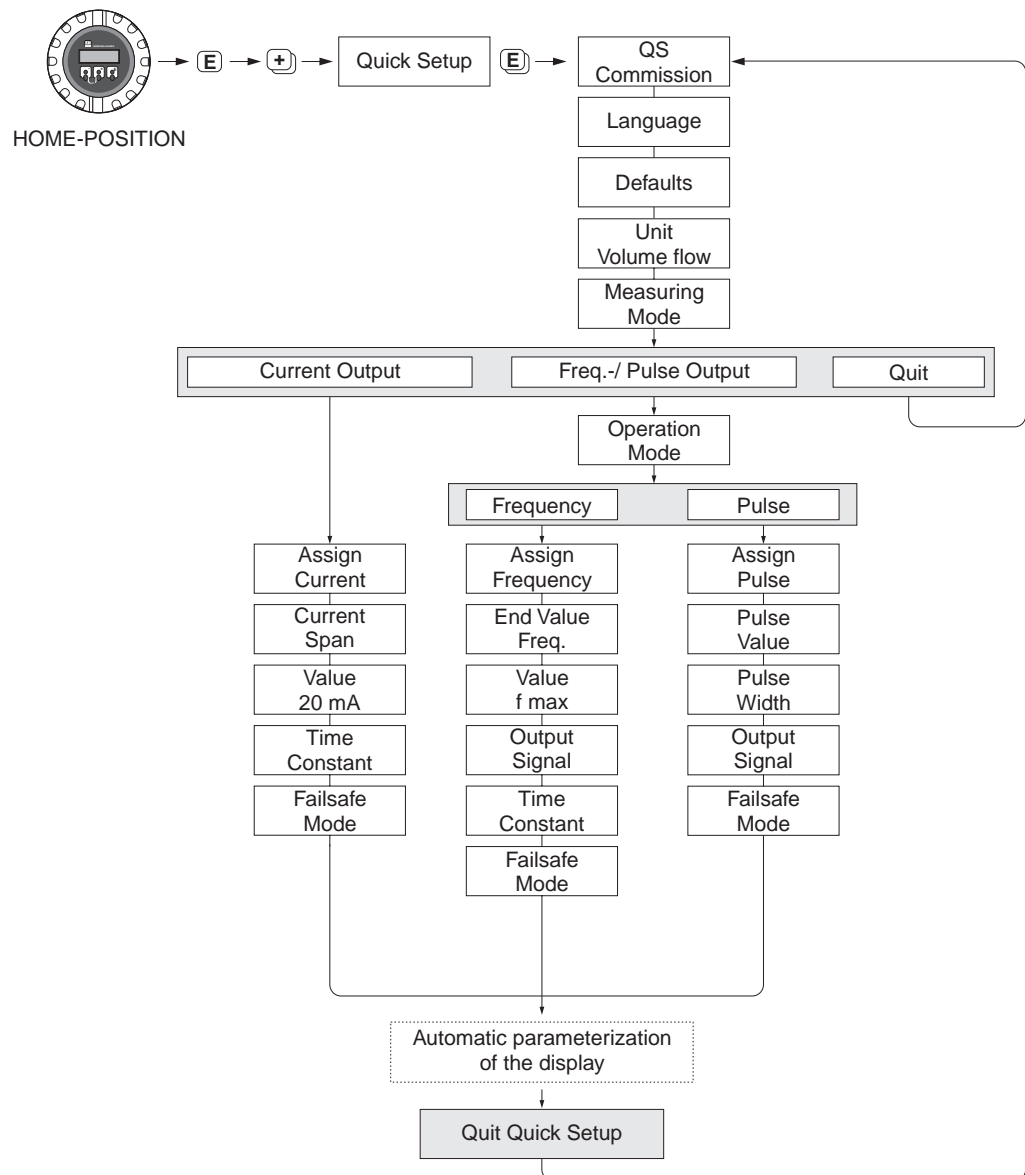 E
+
Quick Setup
E
QS
Commission
HOME-POSITION
Language
Defaults
Unit
Volume flow
Measuring
Mode
Current Output
Freq.-/ Pulse Output
Quit
Operation
Mode
Frequency
Pulse
Assign
Current
Current
Span
Value
20 mA
Time
Constant
Failsafe
Mode
Assign
Frequency
End Value
Freq.
Value
f max
Output
Signal
Time
Constant
Failsafe
Mode
Assign
Pulse
Pulse
Value
Pulse
Width
Output
Signal
Failsafe
Mode
Automatic parameterization
of the display
Quit Quick Setup